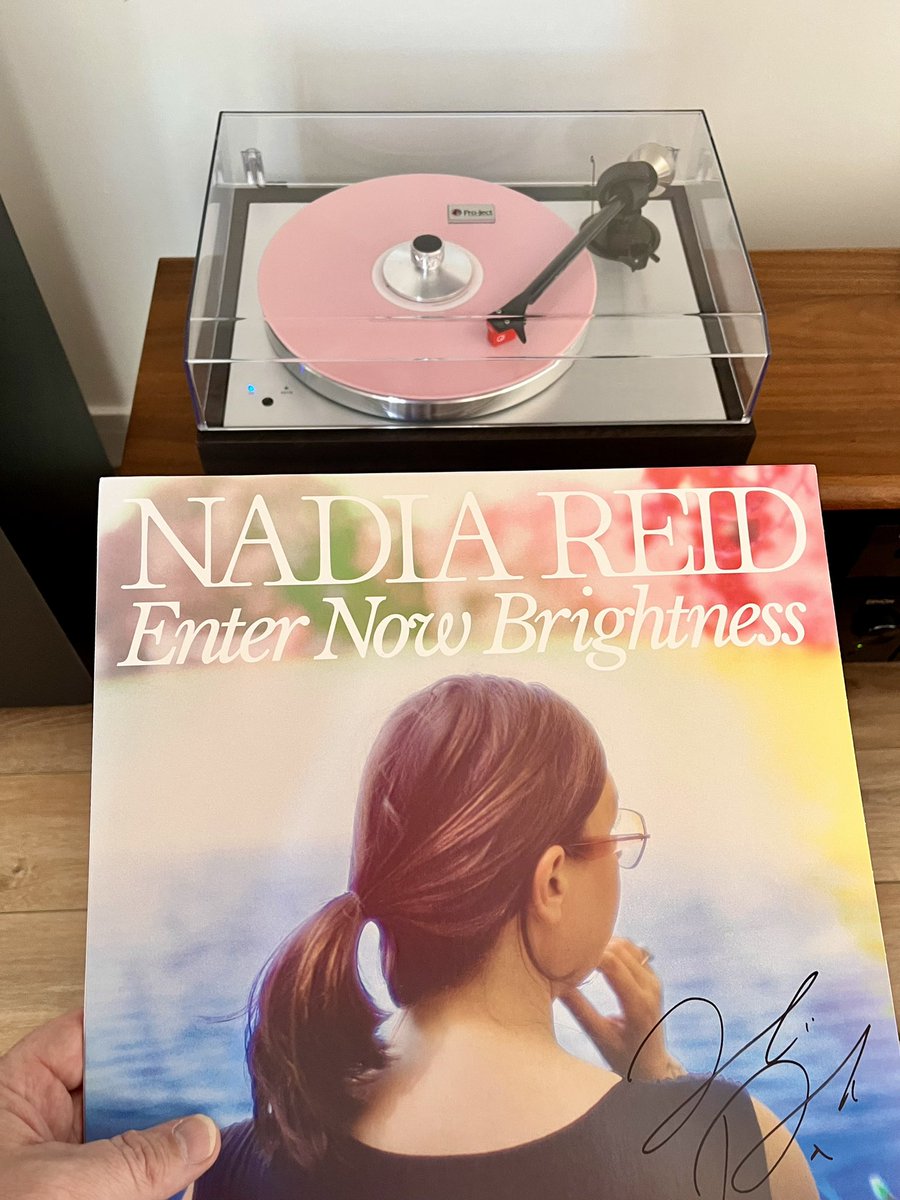 Pro-Ject
NADIA REID
Enter Now Brightness